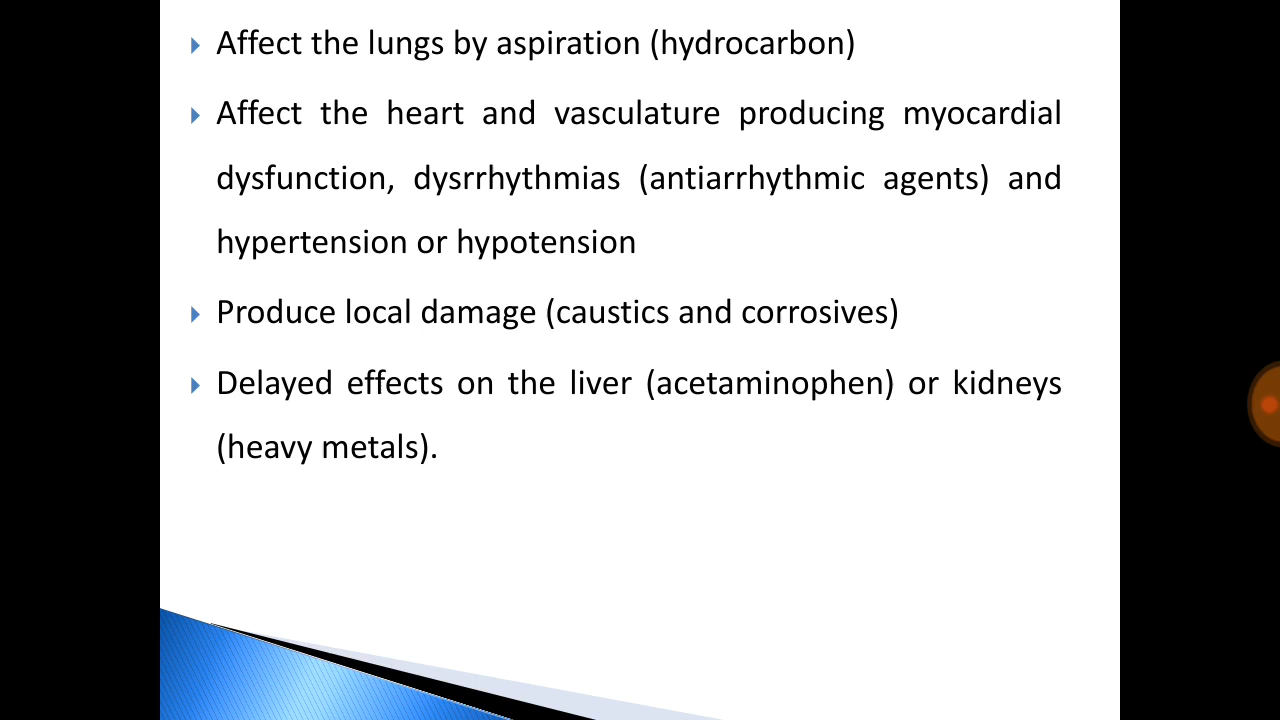 Affect the lungs by aspiration (hydrocarbon)
Affect the heart and vasculature producing myocardial
dysfunction, dysrrhythmias (antiarrhythmic agents) and
hypertension or hypotension
Produce local damage (caustics and corrosives)
Delayed effects on the liver (acetaminophen) or kidneys
(heavy metals).